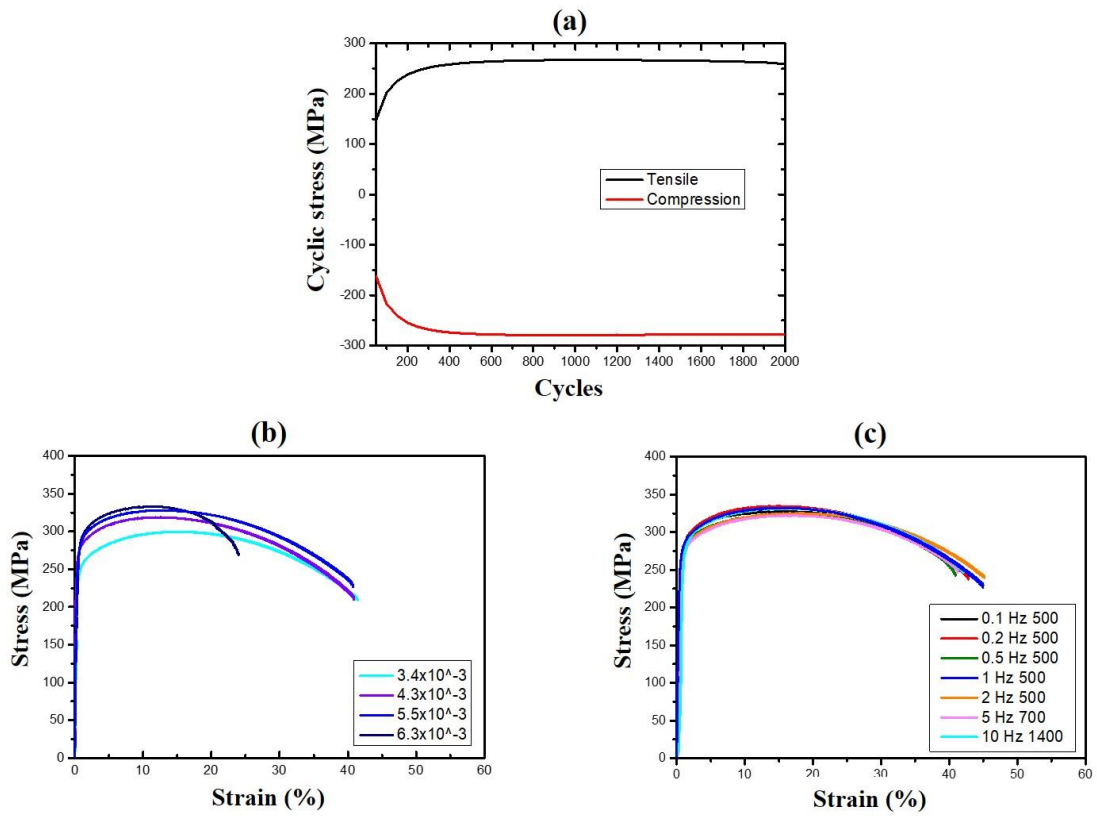 (a)
300
200
100
0
-100
-200
-300
Cyclic stress (MPa)
Tensile
Compression
200 400 600 800 1000 1200 1400 1600 1800 2000
Cycles
(b)
400
350
300
250
200
150
100
50
0
Stress (MPa)
3.4x10^-3
4.3x10^-3
5.5x10^-3
6.3x10^-3
0 10 20 30 40 50 60
Strain (%)
(c)
400
350
300
250
200
150
100
50
0
Stress (MPa)
0.1 Hz 500
0.2 Hz 500
0.5 Hz 500
1 Hz 500
2 Hz 500
5 Hz 700
10 Hz 1400
0 10 20 30 40 50 60
Strain (%)